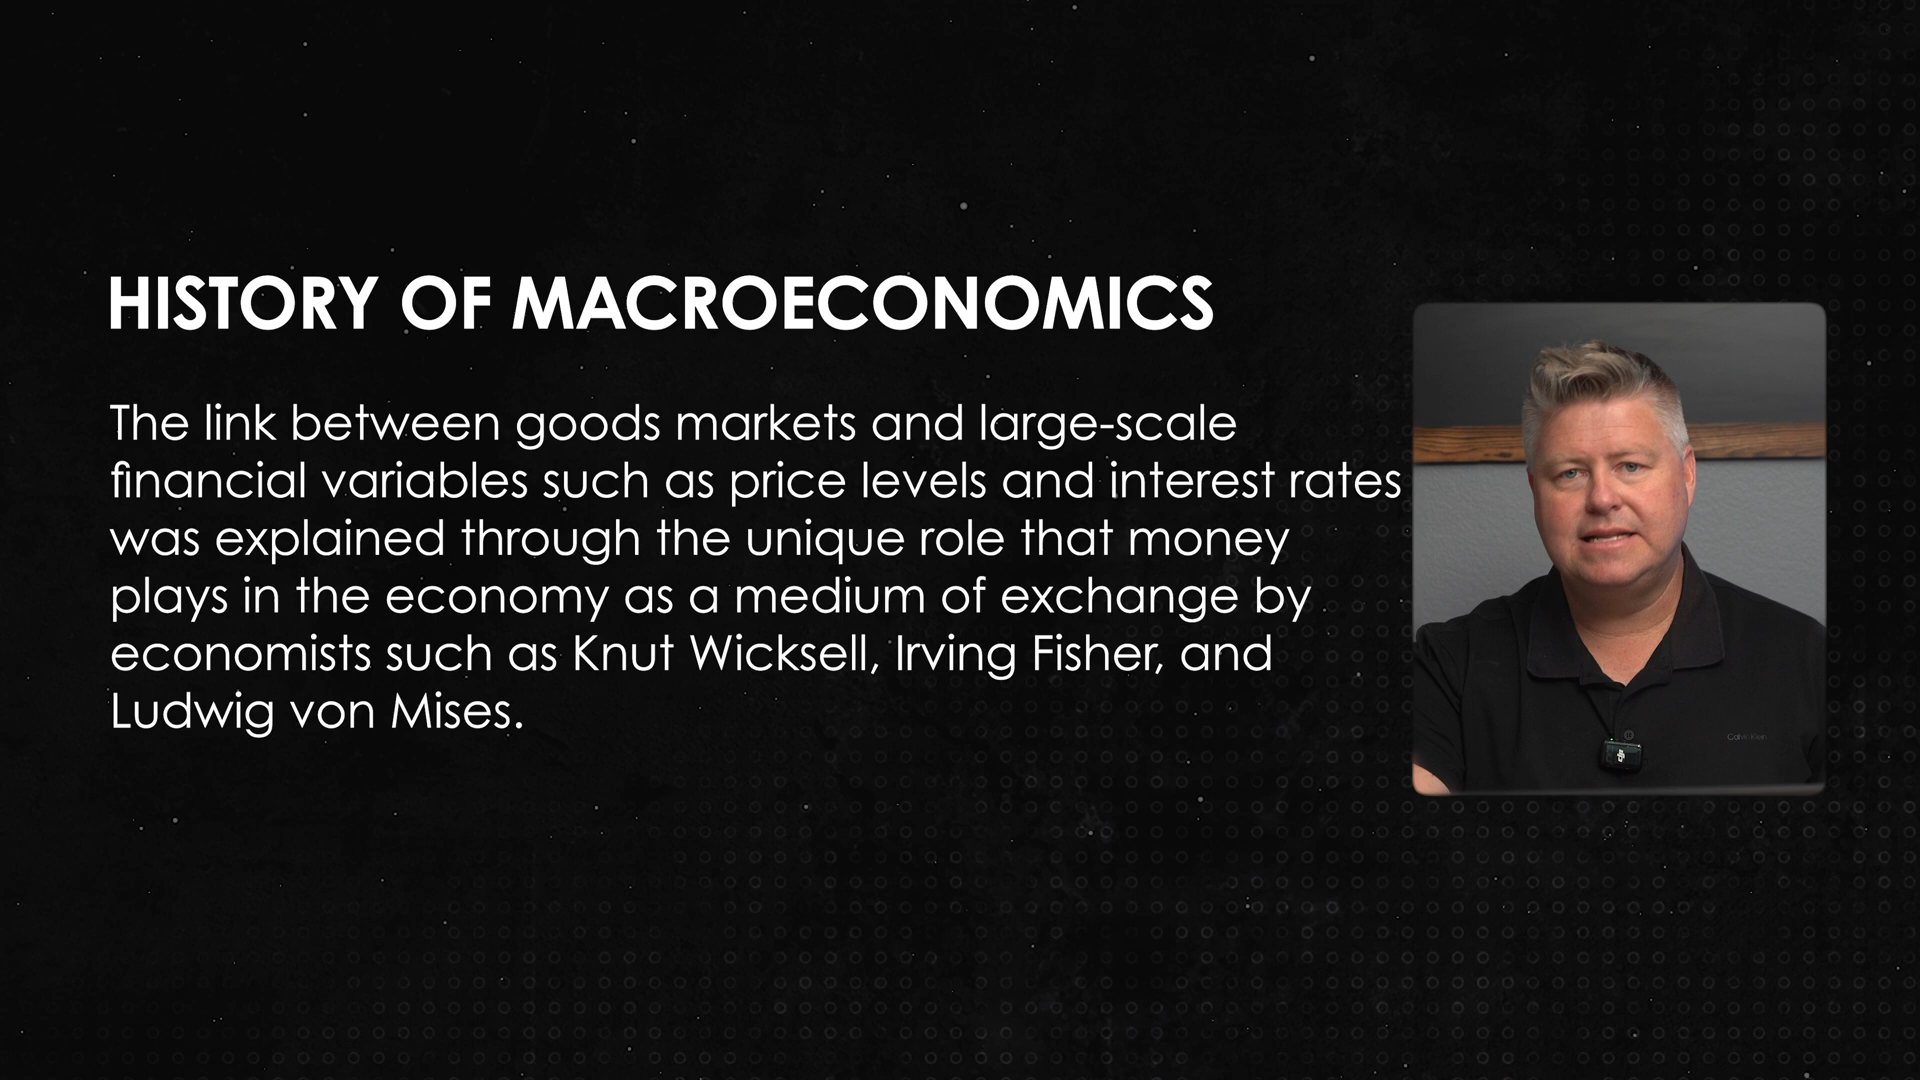 HISTORY OF MACROECONOMICS
The link between goods markets and large-scale
financial variables such as price levels and interest rates
was explained through the unique role that money
plays in the economy as a medium of exchange by
economists such as Knut Wicksell, Irving Fisher, and
Ludwig von Mises.
Calvin Klein